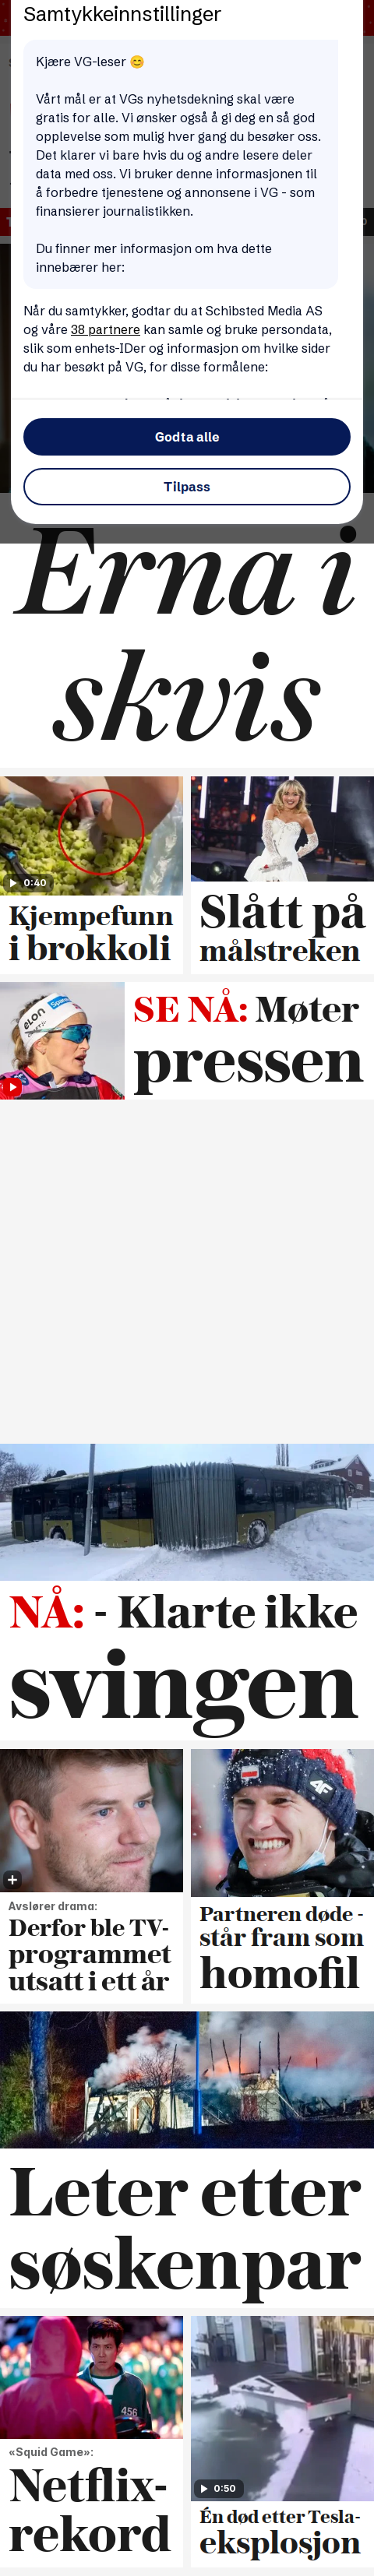 Samtykkeinnstillinger
Kjære VG-leser 😊
Vårt mål er at VGs nyhetsdekning skal være
gratis for alle. Vi ønsker også å gi deg en så god
opplevelse som mulig hver gang du besøker oss.
Det klarer vi bare hvis du og andre lesere deler
data med oss. Vi bruker denne informasjonen til
å forbedre tjenestene og annonsene i VG - som
finansierer journalistikken.
Du finner mer informasjon om hva dette
innebærer her:
Når du samtykker, godtar du at Schibsted Media AS
og våre 38 partnere kan samle og bruke persondata,
slik som enhets-IDer og informasjon om hvilke sider
du har besøkt på VG, for disse formålene:
Godta alle
Tilpass
Erna i
skvis
0:40
Kjempefunn
i brokkoli
Slått på
målstreken
SE NÅ: Møter
pressen
NÅ: - Klarte ikke
svingen
Avslører drama:
Derfor ble TV-
programmet
utsatt i ett år
Partneren døde -
står fram som
homofil
Leter etter
søskenpar
456
«Squid Game»:
Netflix-
rekord
0:50
Én død etter Tesla-
eksplosjon